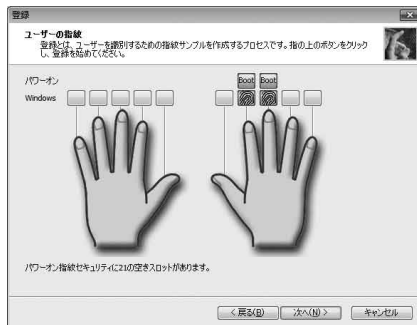 登録
ユーザーの指紋
登録とは、ユーザーを識別するための指紋サンプルを作成するプロセスです。指の上のボタンをクリック
し、登録を始めてください。
パワーオン
Boot Boot
Windows
パワーオン指紋セキュリティに21の空きスロットがあります。
< 戻る(B)
次へ(N) >
キャンセル